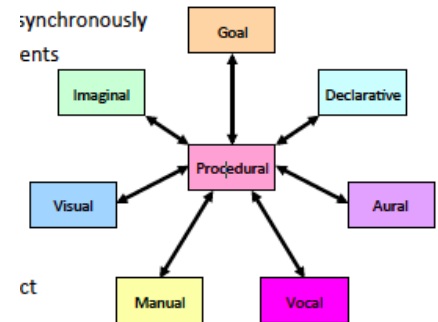 synchronously
Goal
ents
Imaginal
Declarative
Procedural
Visual
Aural
ct
Manual
Vocal